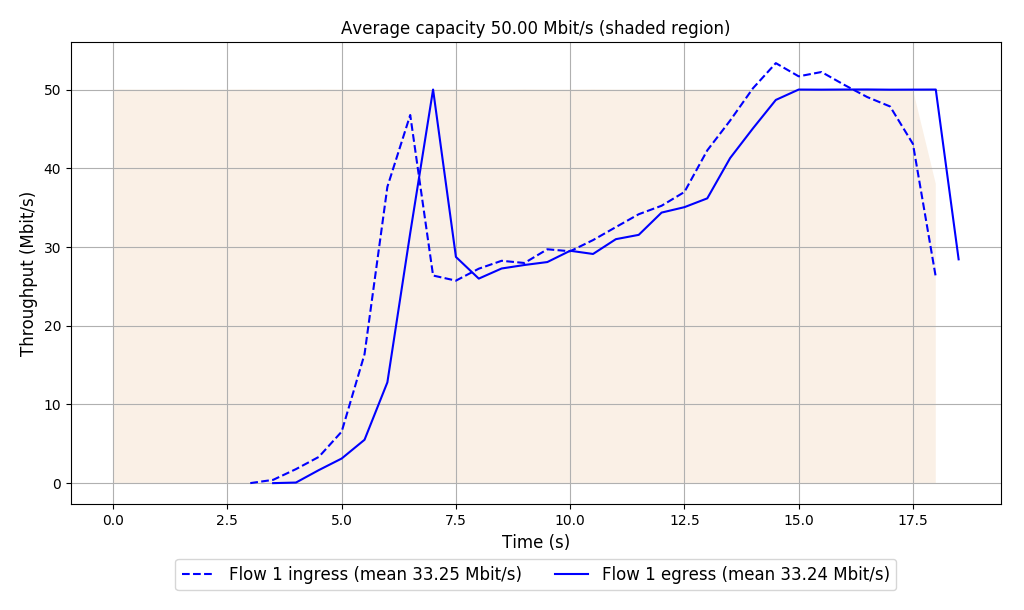 Average capacity 50.00 Mbit/s (shaded region)
Throughput (Mbit/s)
50
40
30
20
10
0
0.0 2.5 5.0 7.5 10.0 12.5 15.0 17.5
Time (s)
Flow 1 ingress (mean 33.25 Mbit/s) Flow 1 egress (mean 33.24 Mbit/s)